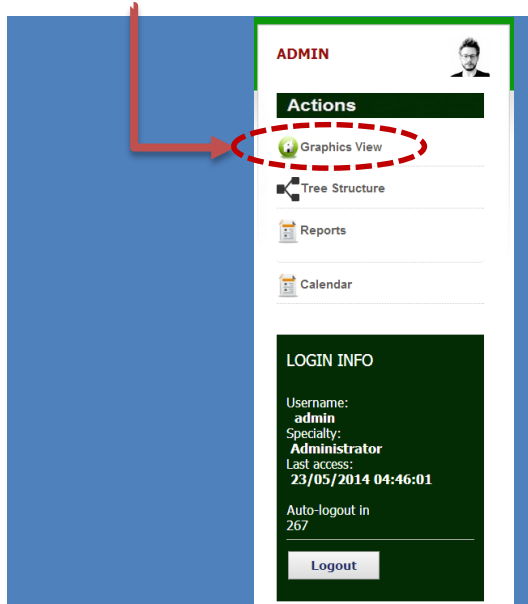 ADMIN
Actions
Graphics View
Tree Structure
Reports
Calendar
LOGIN INFO
Username:
admin
Specialty:
Administrator
Last access:
23/05/2014 04:46:01
Auto-logout in
267
Logout